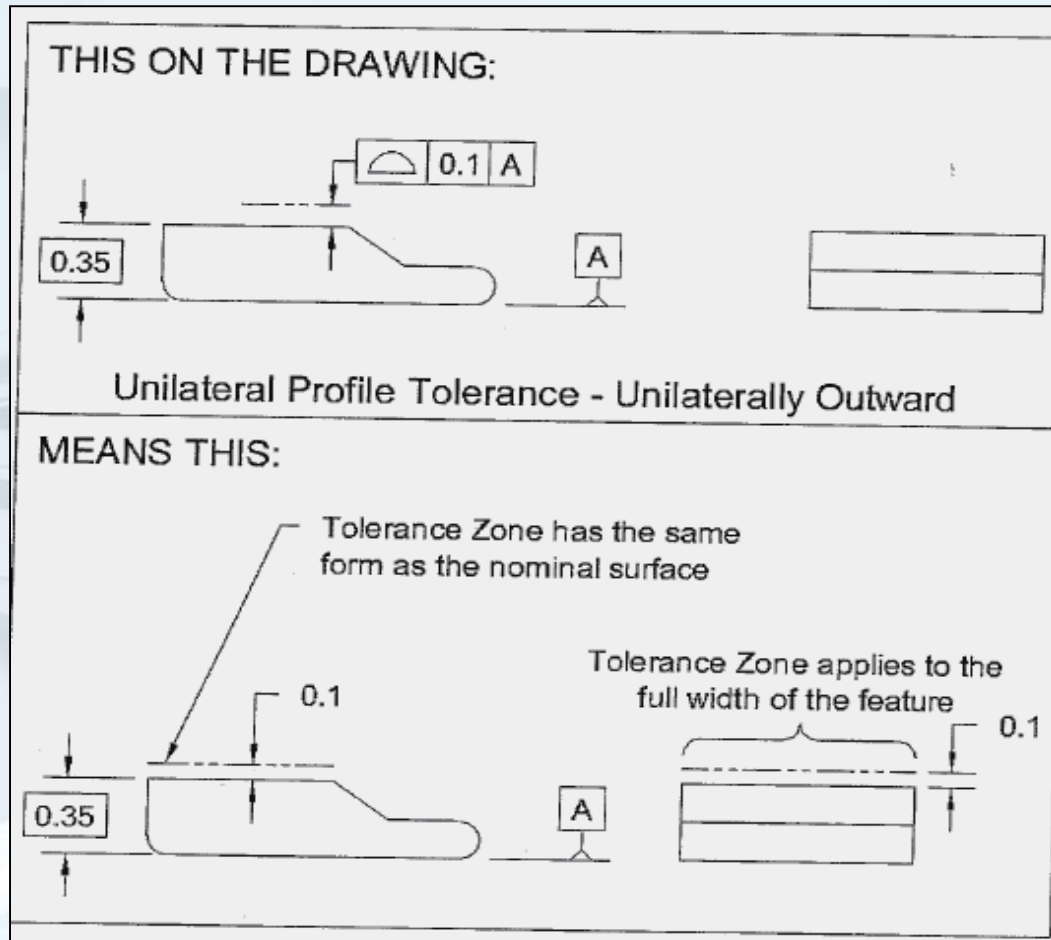 THIS ON THE DRAWING:
0.1 A
0.35
A
Unilateral Profile Tolerance - Unilaterally Outward
MEANS THIS:
Tolerance Zone has the same
form as the nominal surface
Tolerance Zone applies to the
full width of the feature
0.1
0.1
0.35
A